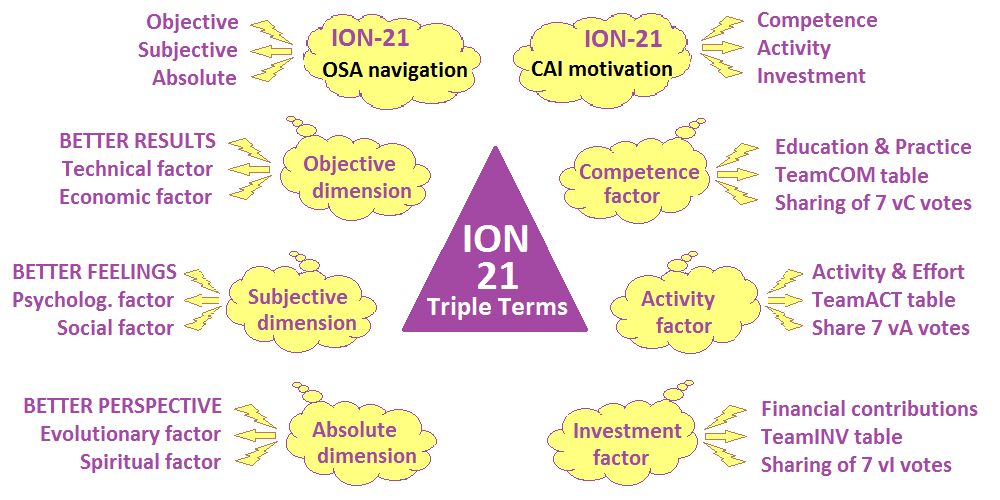 Objective
Subjective
Absolute
ION-21
OSA navigation
ION-21
CAI motivation
Competence
Activity
Investment
BETTER RESULTS
Technical factor
Economic factor
Objective
dimension
Competence
factor
Education & Practice
TeamCOM table
Sharing of 7 vC votes
ION
21
Triple Terms
BETTER FEELINGS
Psycholog. factor
Social factor
Subjective
dimension
Activity
factor
Activity & Effort
TeamACT table
Share 7 vA votes
BETTER PERSPECTIVE
Evolutionary factor
Spiritual factor
Absolute
dimension
Investment
factor
Financial contributions
TeamINV table
Sharing of 7 vI votes